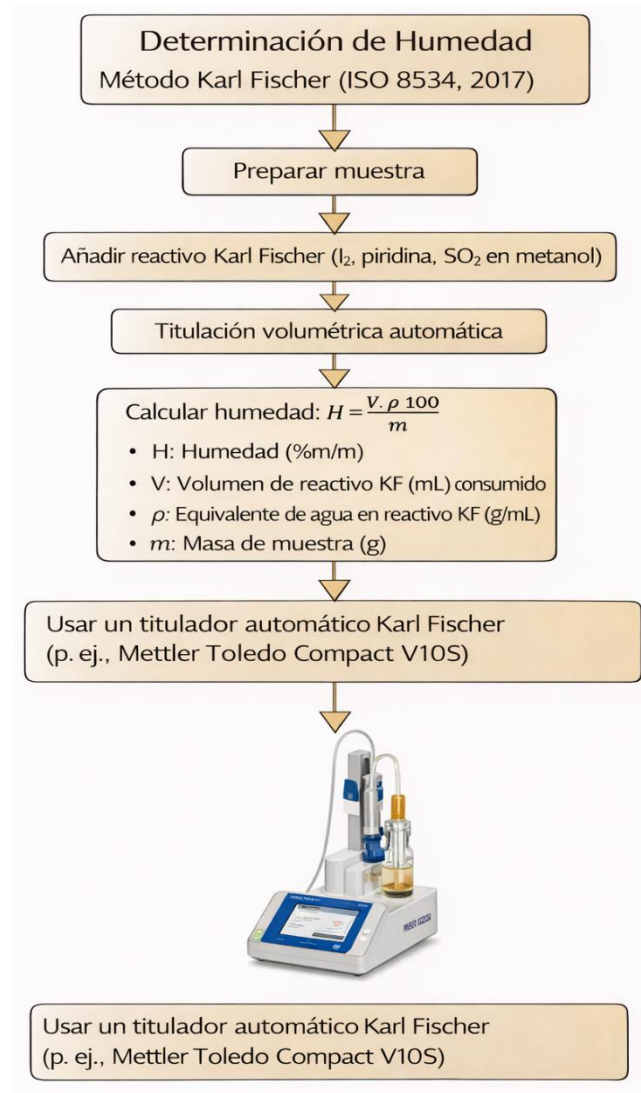 Determinación de Humedad
Método Karl Fischer (ISO 8534, 2017)
Preparar muestra
Añadir reactivo Karl Fischer (I₂, piridina, SO₂ en metanol)
Titulación volumétrica automática
Calcular humedad: H = V. ρ 100 / m
• H: Humedad (%m/m)
• V: Volumen de reactivo KF (mL) consumido
• ρ: Equivalente de agua en reactivo KF (g/mL)
• m: Masa de muestra (g)
Usar un titulador automático Karl Fischer
(p. ej., Mettler Toledo Compact V10S)
Usar un titulador automático Karl Fischer
(p. ej., Mettler Toledo Compact V10S)